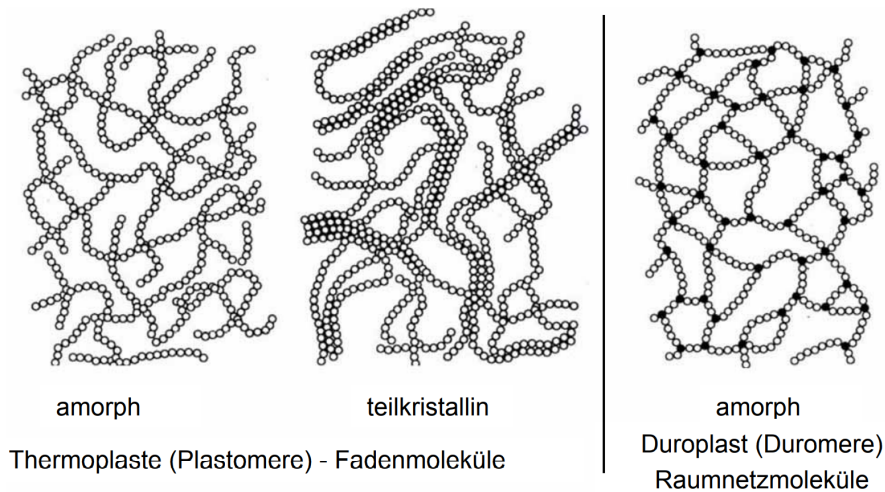 amorph
teilkristallin
Thermoplaste (Plastomere) - Fadenmoleküle
amorph
Duroplast (Duromere)
Raumnetzmoleküle